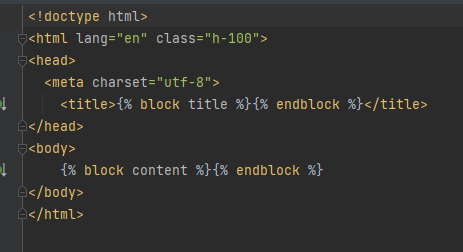 <!doctype html>
<html lang="en" class="h-100">
<head>
  <meta charset="utf-8">
    <title>{% block title %}{% endblock %}</title>
</head>
<body>
    {% block content %}{% endblock %}
</body>
</html>